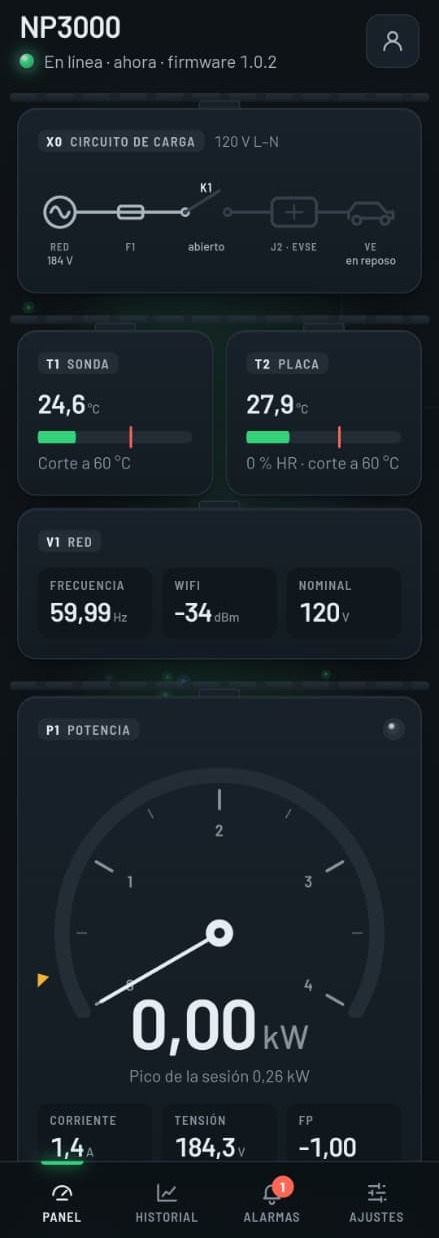 NP3000
En línea · ahora · firmware 1.0.2
X0 CIRCUITO DE CARGA 120 V L-N
K1
RED F1 abierto J2 · EVSE VE
184 V en reposo
T1 SONDA
24,6 °C
Corte a 60 °C
T2 PLACA
27,9 °C
0 % HR · corte a 60 °C
V1 RED
FRECUENCIA
59,99 Hz
WIFI
-34 dBm
NOMINAL
120 V
P1 POTENCIA
2
1
3
0
4
0,00 kW
Pico de la sesión 0,26 kW
CORRIENTE
1,4 A
TENSIÓN
184,3 V
FP
-1,00
1
PANEL HISTORIAL ALARMAS AJUSTES